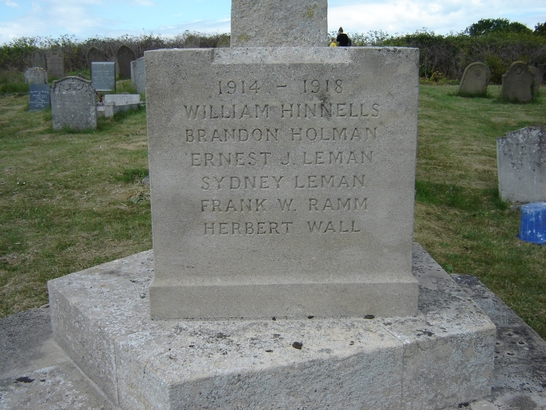 1914 - 1918
WILLIAM HINNELLS
BRANDON HOLMAN
ERNEST J. LEMAN
SYDNEY LEMAN
FRANK W. RAMM
HERBERT WALL